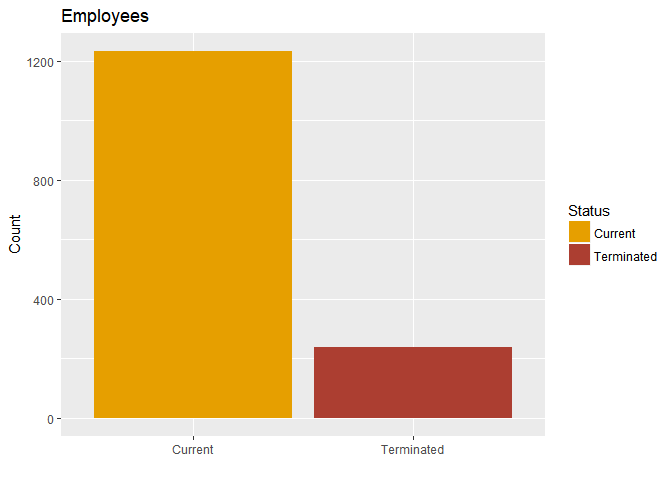 Employees
1200
800
400
0
Count
Current
Terminated
Status
Current
Terminated